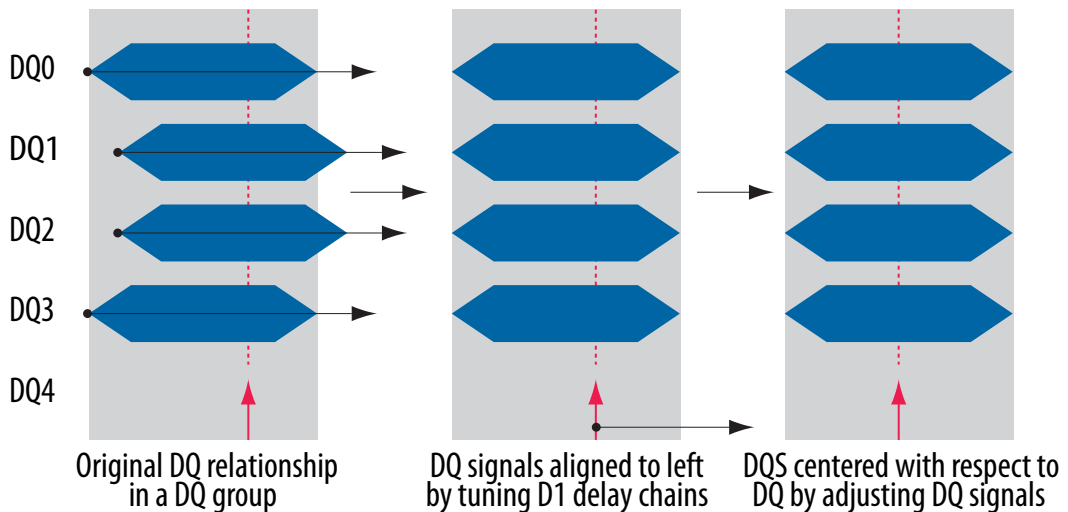 DQ0
DQ1
DQ2
DQ3
DQ4
Original DQ relationship
in a DQ group
DQ signals aligned to left
by tuning D1 delay chains
DQS centered with respect to
DQ by adjusting DQ signals